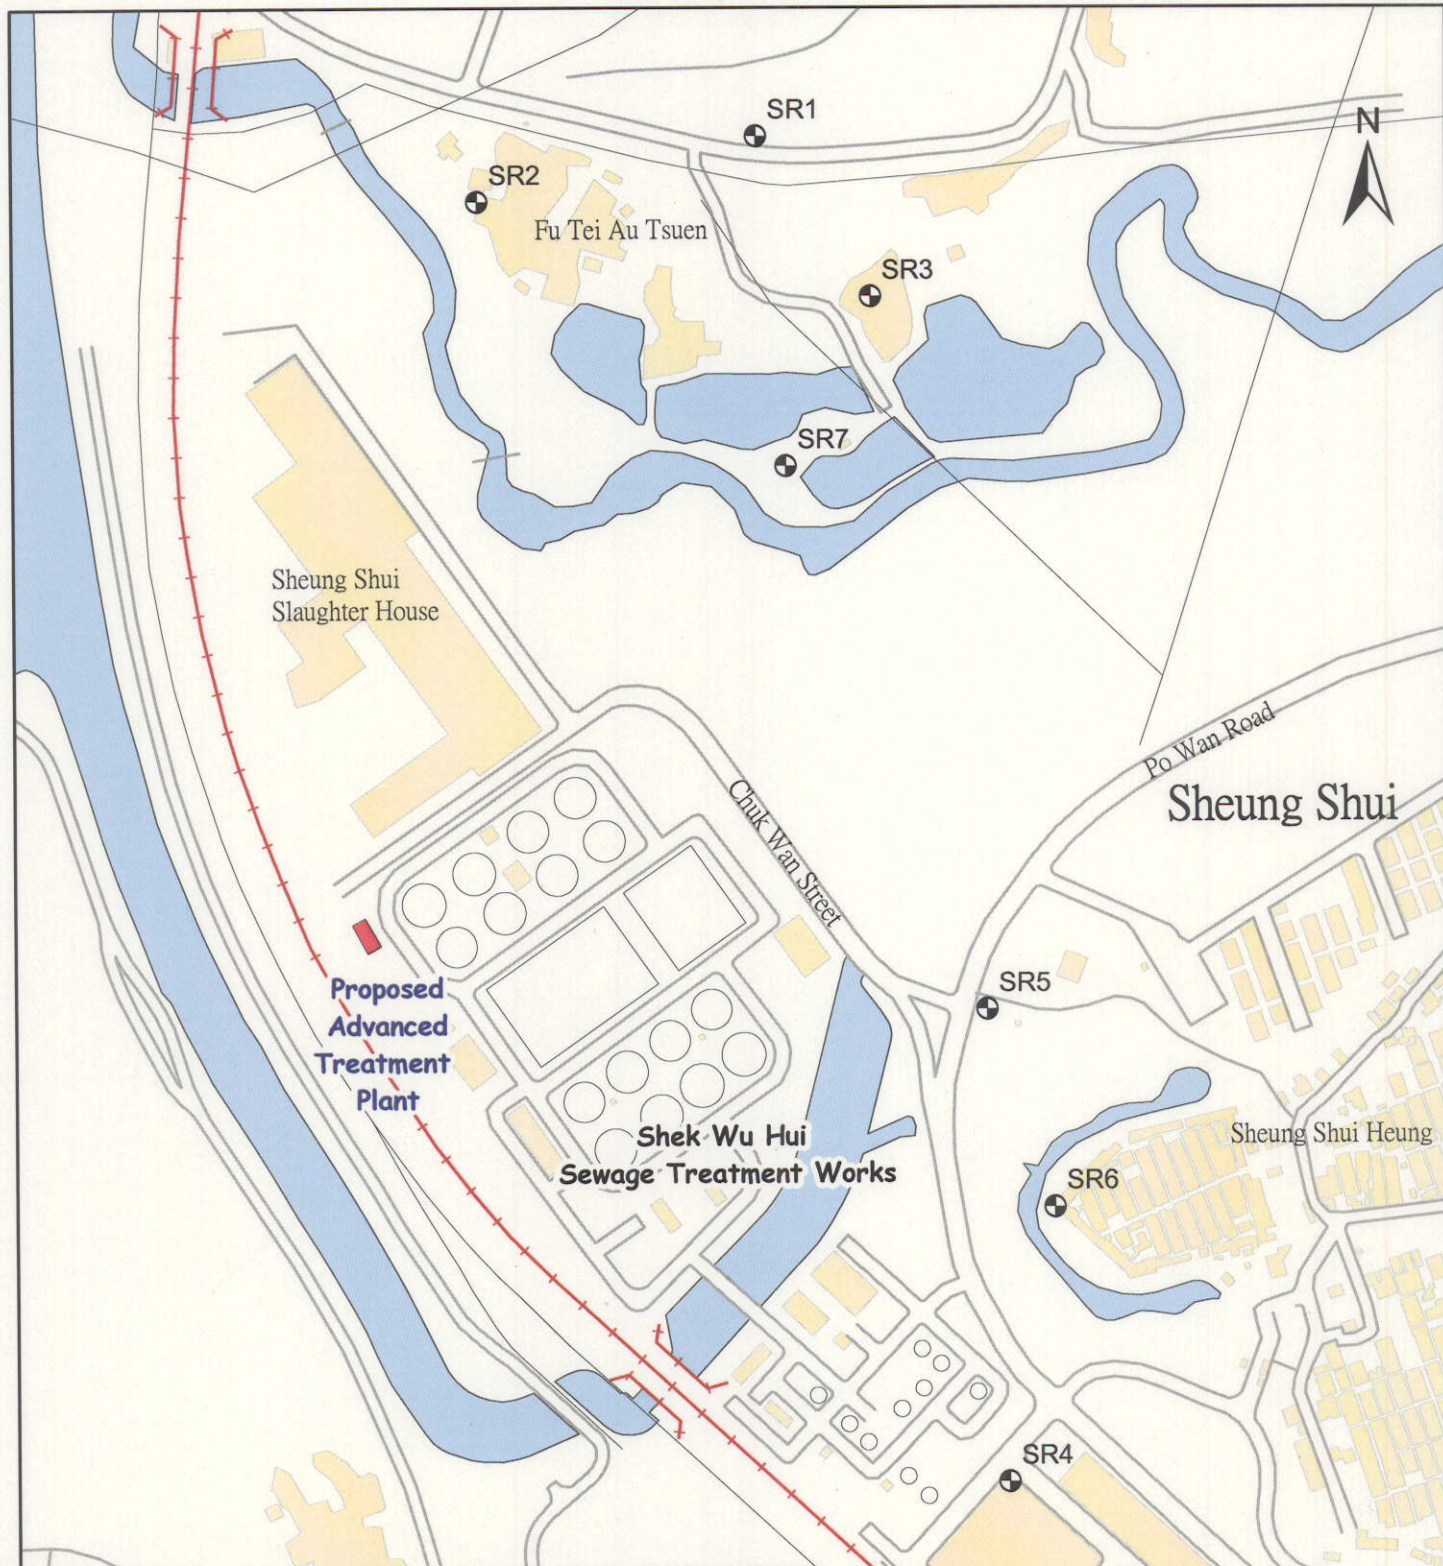 SR1
N
SR2
Fu Tei Au Tsuen
SR3
SR7
Sheung Shui
Slaughter House
Po Wan Road
Sheung Shui
Chuk Wan Street
Proposed
Advanced
Treatment
Plant
SR5
Shek Wu Hui
Sewage Treatment Works
Sheung Shui Heung
SR6
SR4